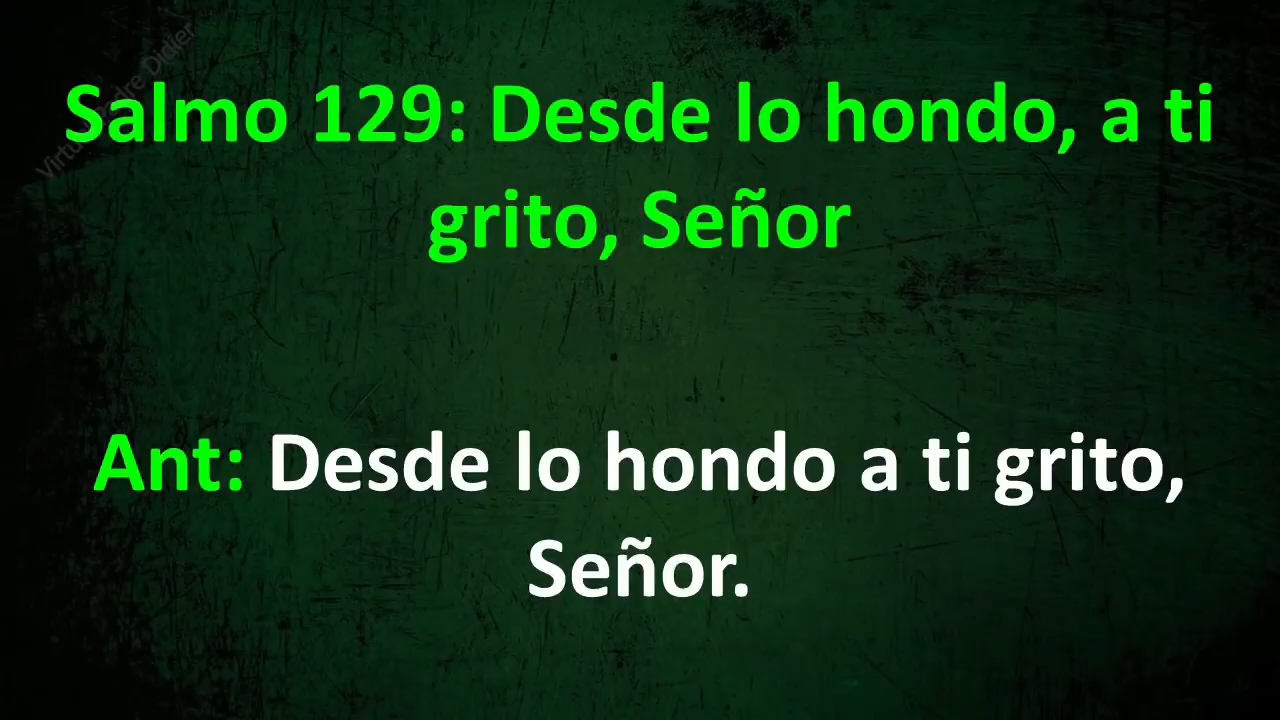 Salmo 129: Desde lo hondo, a ti
grito, Señor
Ant: Desde lo hondo a ti grito,
Señor.